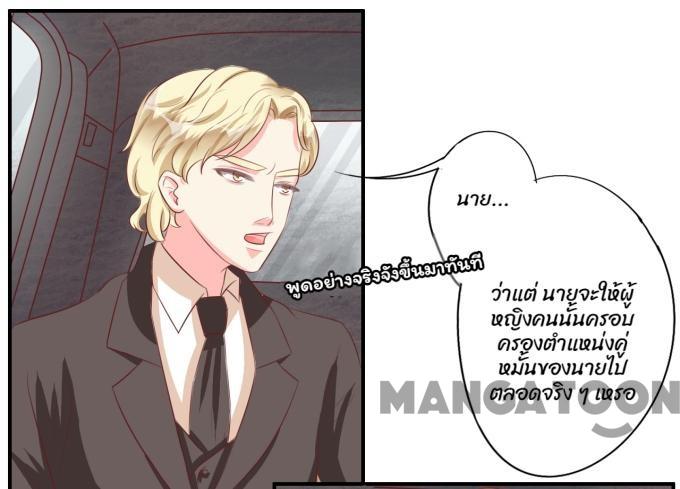 นาย...
พูดอย่างจริงจังขึ้นมาทันที
ว่าแต่ นายจะให้ผู้
หญิงคนนั้นครอบ
ครองตำแหน่งคู่
หมั้นของนายไป
ตลอดจริง ๆ เหรอ
MANGATOON